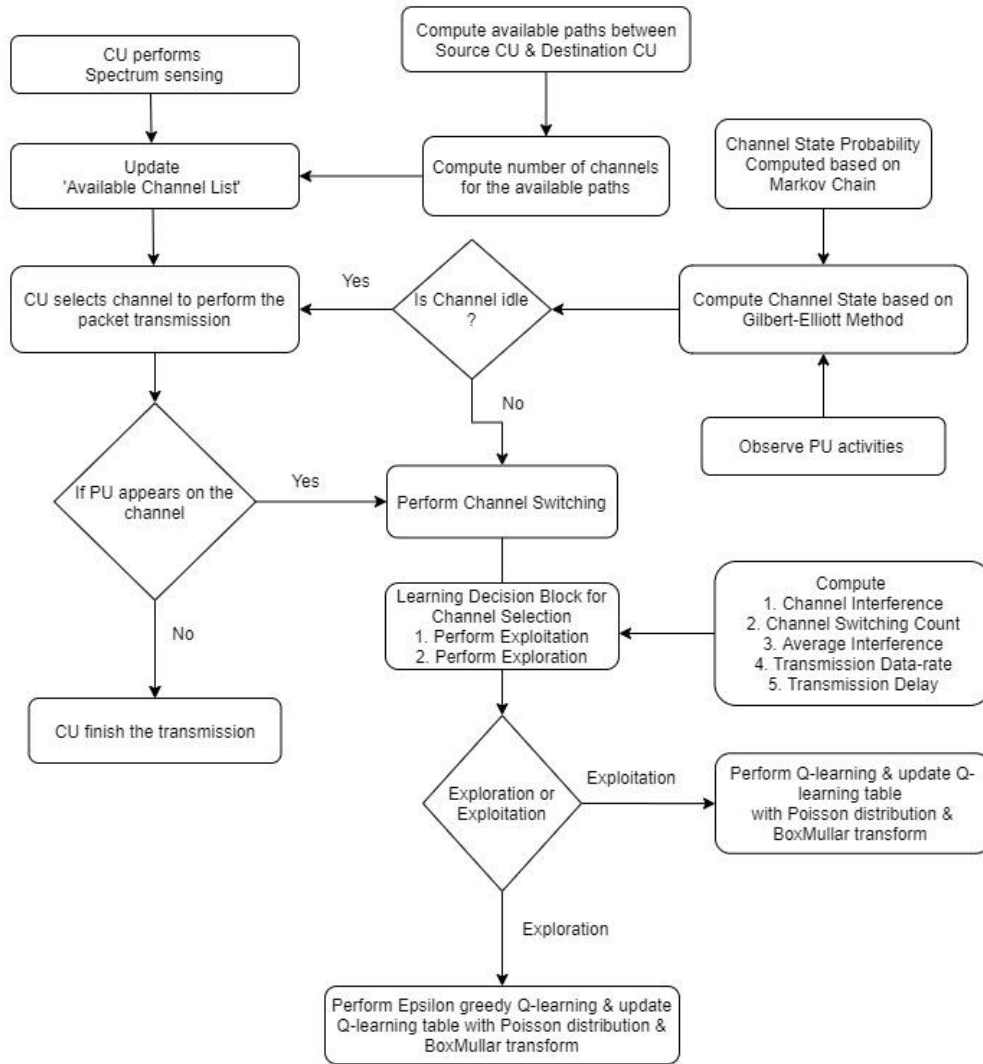 Compute available paths between
Source CU & Destination CU
CU performs
Spectrum sensing
Update
'Available Channel List'
Compute number of channels
for the available paths
Channel State Probability
Computed based on
Markov Chain
CU selects channel to perform the
packet transmission
Yes
Is Channel idle
?
Compute Channel State based on
Gilbert-Elliott Method
No
Observe PU activities
If PU appears on the
channel
Yes
Perform Channel Switching
Learning Decision Block for
Channel Selection
1. Perform Exploitation
2. Perform Exploration
Compute
1. Channel Interference
2. Channel Switching Count
3. Average Interference
4. Transmission Data-rate
5. Transmission Delay
No
CU finish the transmission
Exploration or
Exploitation
Exploitation
Perform Q-learning & update Q-
learning table
with Poisson distribution &
BoxMullar transform
Exploration
Perform Epsilon greedy Q-learning & update
Q-learning table with Poisson distribution &
BoxMullar transform